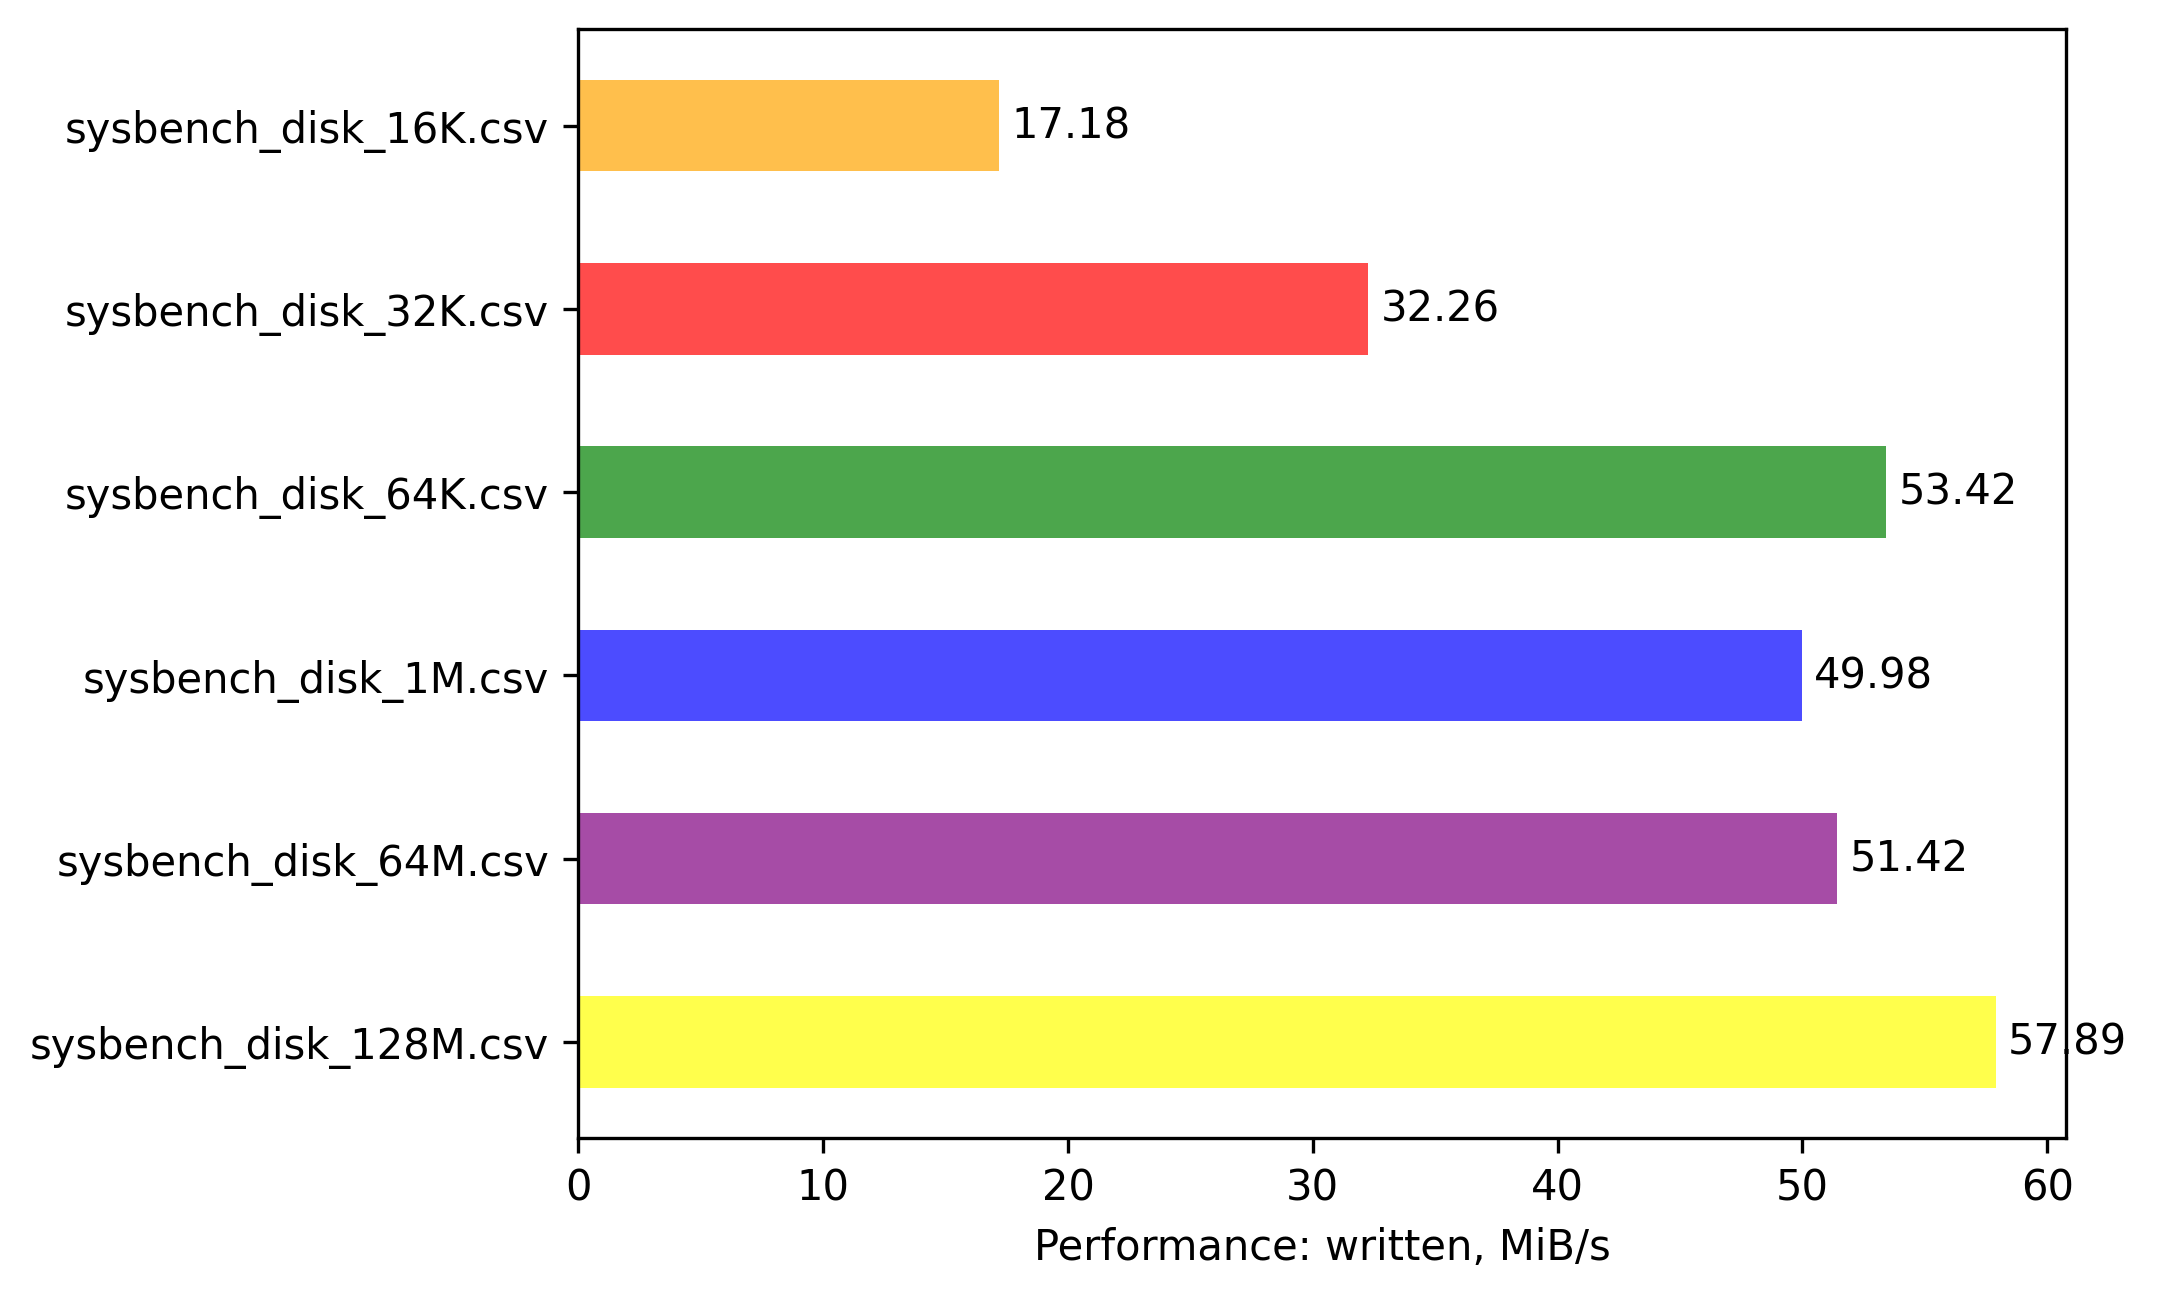 sysbench_disk_16K.csv 17.18
sysbench_disk_32K.csv 32.26
sysbench_disk_64K.csv 53.42
sysbench_disk_1M.csv 49.98
sysbench_disk_64M.csv 51.42
sysbench_disk_128M.csv 57.89
0 10 20 30 40 50 60
Performance: written, MiB/s